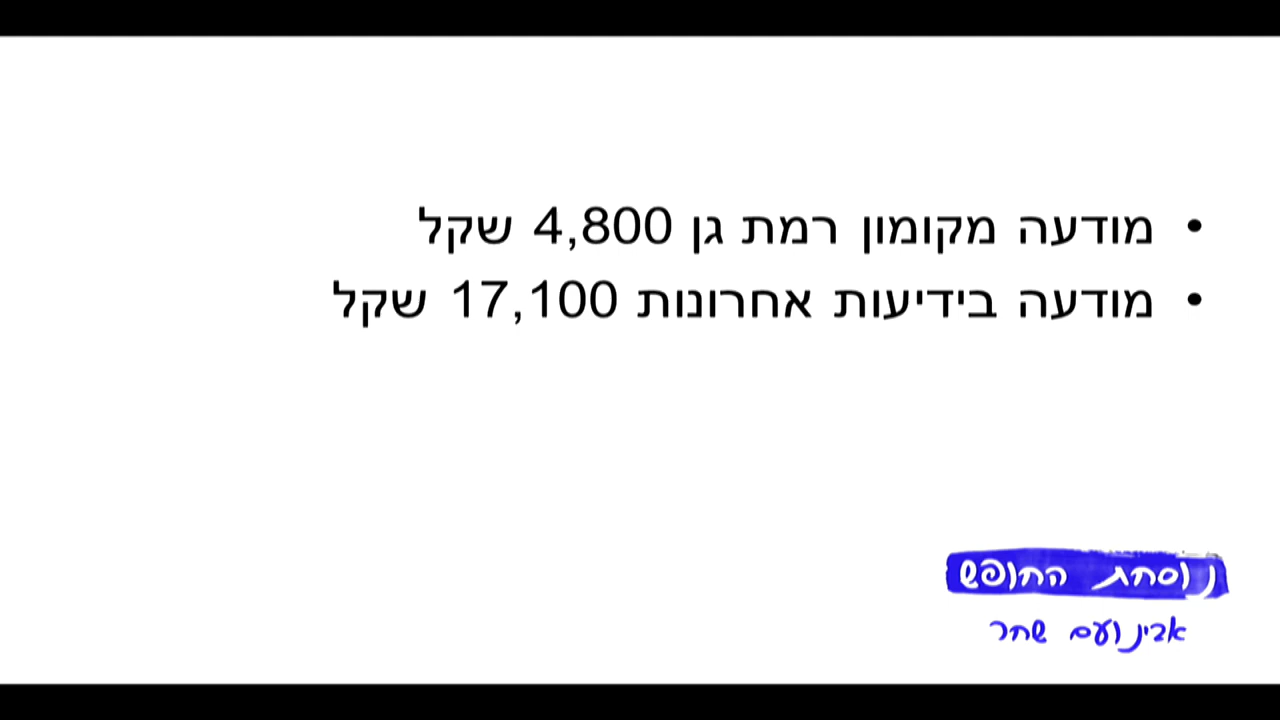 • מודעה מקומון רמת גן 4,800 שקל
• מודעה בידיעות אחרונות 17,100 שקל
נוסחת החופש
אבינועם שחר